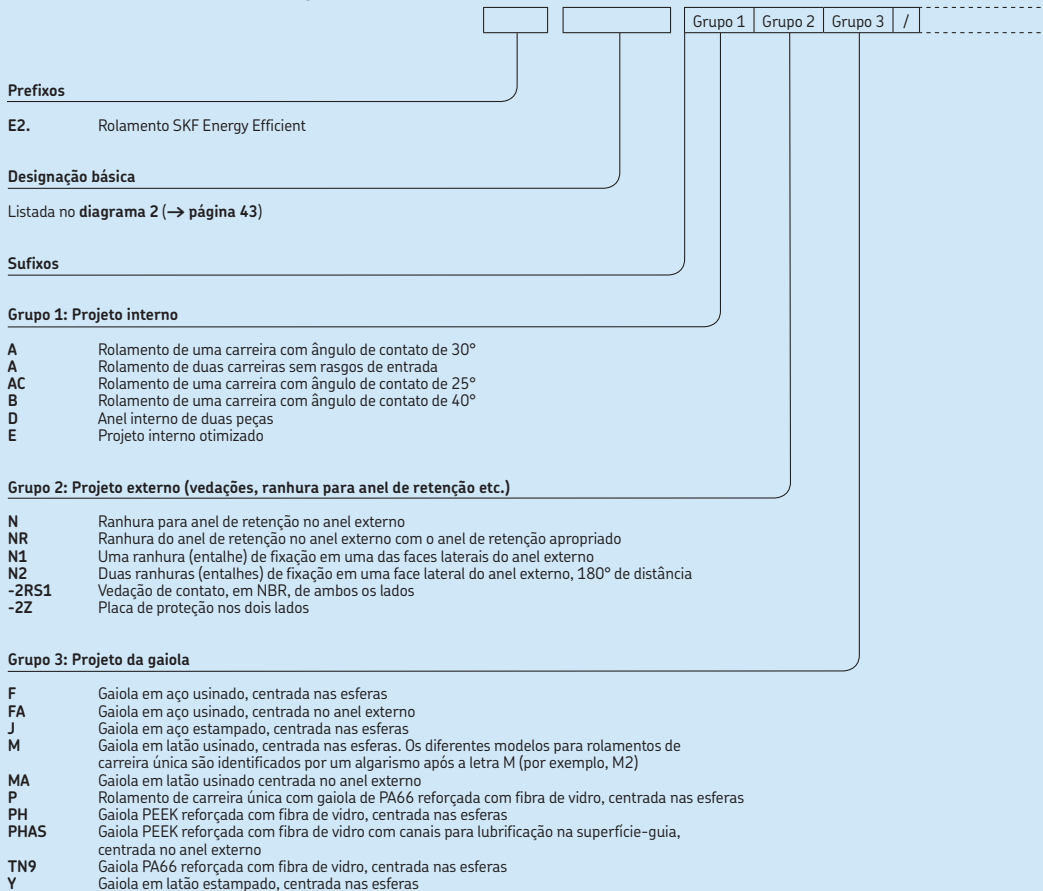 Grupo 1 Grupo 2 Grupo 3 /
Prefixos
E2. Rolamento SKF Energy Efficient
Designação básica
Listada no diagrama 2 (→ página 43)
Sufixos
Grupo 1: Projeto interno
A Rolamento de uma carreira com ângulo de contato de 30°
A Rolamento de duas carreiras sem rasgos de entrada
AC Rolamento de uma carreira com ângulo de contato de 25°
B Rolamento de uma carreira com ângulo de contato de 40°
D Anel interno de duas peças
E Projeto interno otimizado
Grupo 2: Projeto externo (vedações, ranhura para anel de retenção etc.)
N Ranhura para anel de retenção no anel externo
NR Ranhura do anel de retenção no anel externo com o anel de retenção apropriado
N1 Uma ranhura (entalhe) de fixação em uma das faces laterais do anel externo
N2 Duas ranhuras (entalhes) de fixação em uma face lateral do anel externo, 180° de distância
-2RS1 Vedação de contato, em NBR, de ambos os lados
-2Z Placa de proteção nos dois lados
Grupo 3: Projeto da gaiola
F Gaiola em aço usinado, centrada nas esferas
FA Gaiola em aço usinado, centrada no anel externo
J Gaiola em aço estampado, centrada nas esferas
M Gaiola em latão usinado, centrada nas esferas. Os diferentes modelos para rolamentos de
carreira única são identificados por um algarismo após a letra M (por exemplo, M2)
MA Gaiola em latão usinado centrada no anel externo
P Rolamento de carreira única com gaiola de PA66 reforçada com fibra de vidro, centrada nas esferas
PH Gaiola PEEK reforçada com fibra de vidro, centrada nas esferas
PHAS Gaiola PEEK reforçada com fibra de vidro com canais para lubrificação na superfície-guia,
centrada no anel externo
TN9 Gaiola PA66 reforçada com fibra de vidro, centrada nas esferas
Y Gaiola em latão estampado, centrada nas esferas